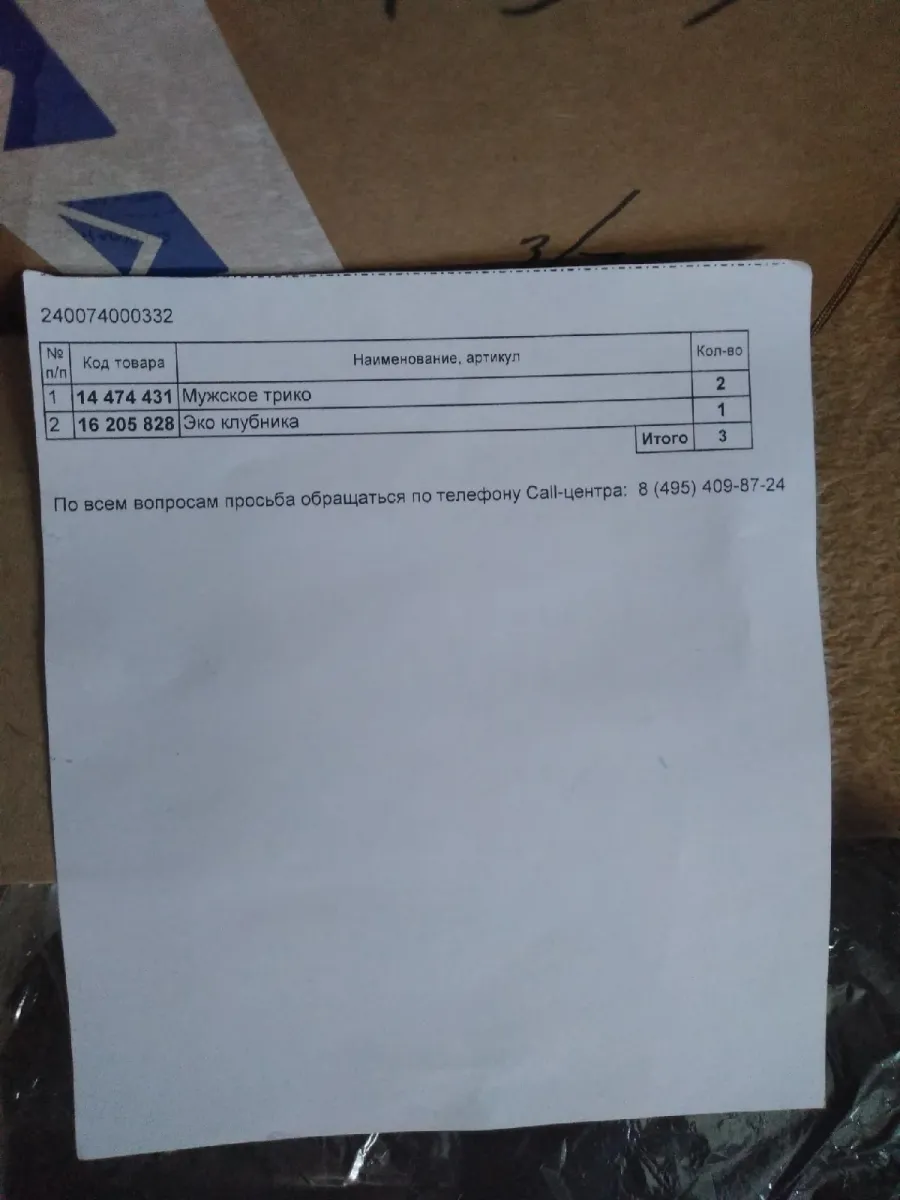 240074000332
№ п/п Код товара Наименование, артикул Кол-во
1 14 474 431 Мужское трико 2
2 16 205 828 Эко клубника 1
Итого 3
По всем вопросам просьба обращаться по телефону Call-центра: 8 (495) 409-87-24